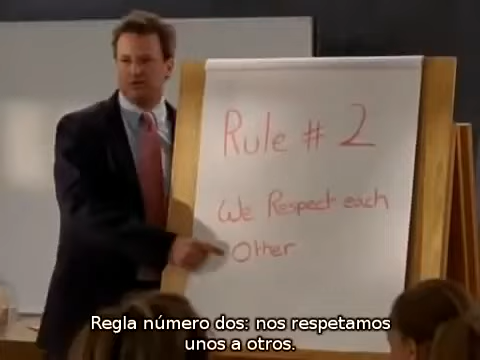 Rule # 2
We Respect each
Other
Regla número dos: nos respetamos
unos a otros.